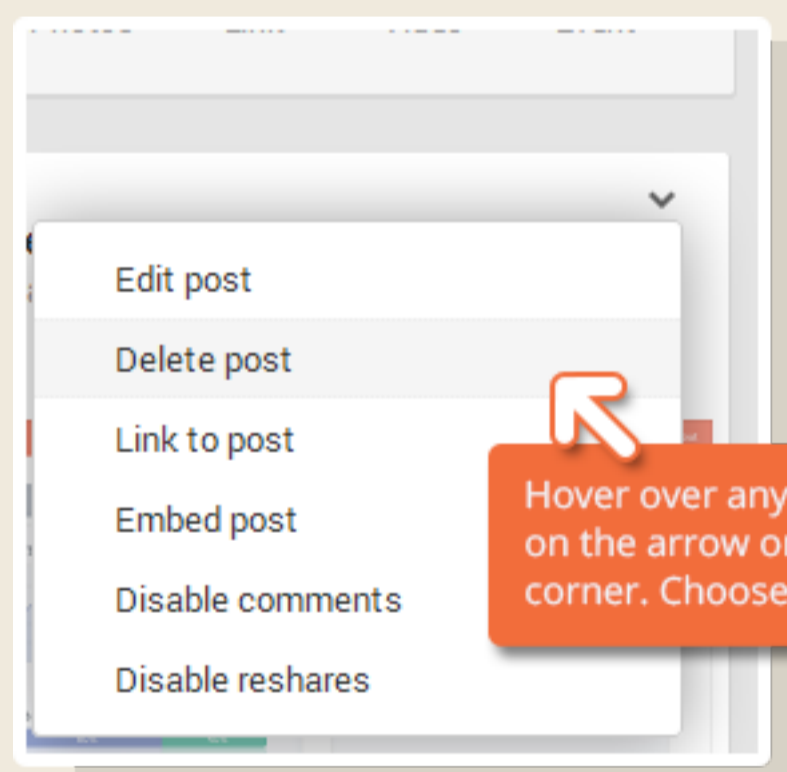 Edit post
Delete post
Link to post
Embed post
Disable comments
Disable reshares
Hover over any
on the arrow
corner. Choose